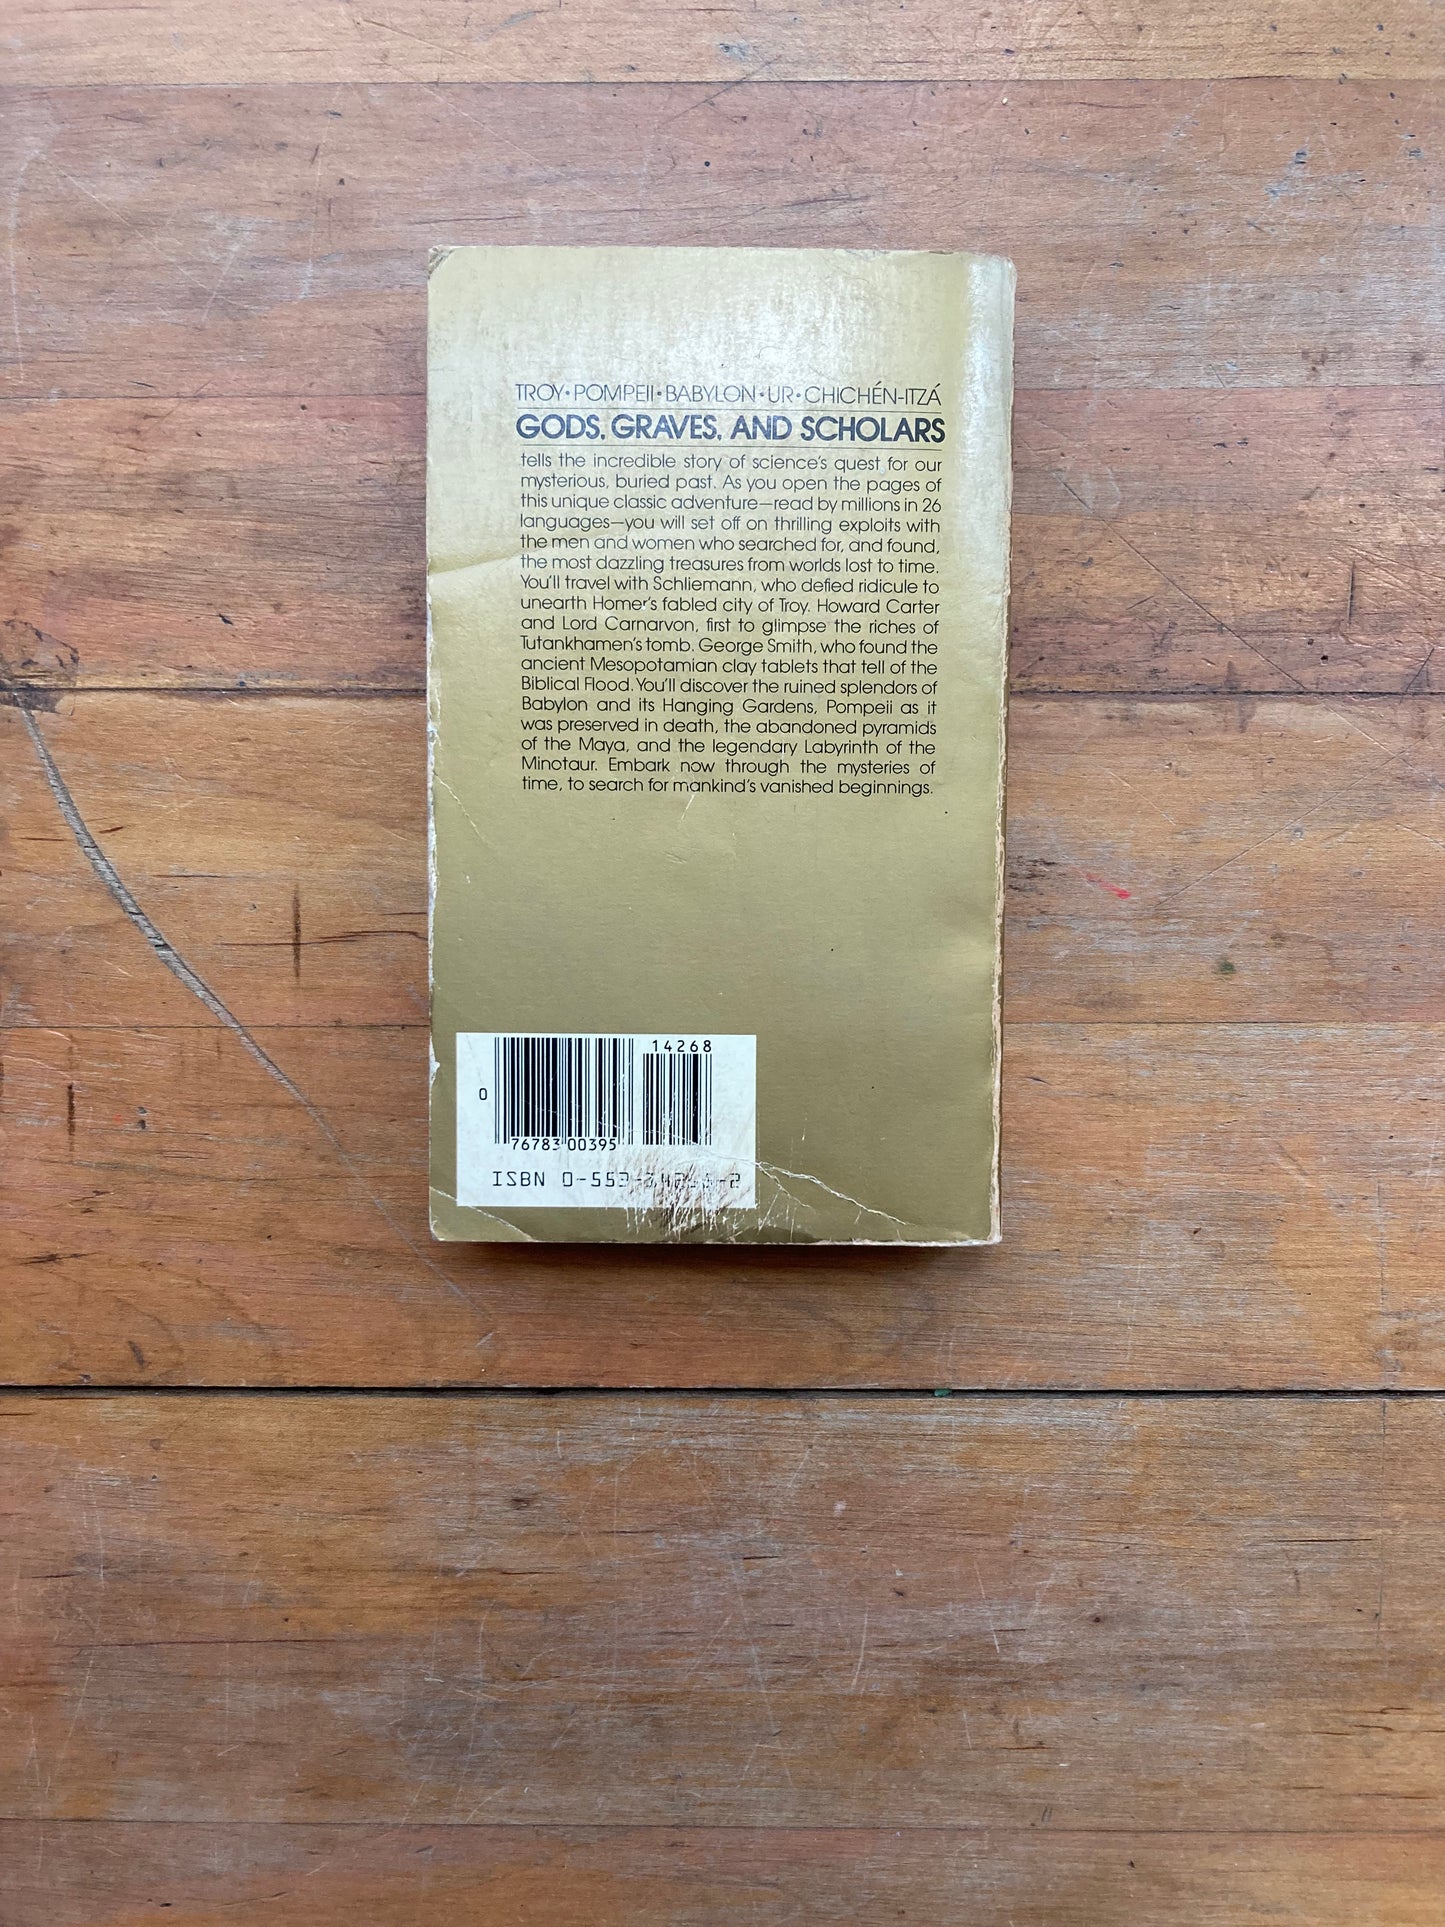 TROY•POMPEII•BABYLON•UR•CHICHÉN-ITZÁ
GODS, GRAVES, AND SCHOLARS
tells the incredible story of science's quest for our
mysterious, buried past. As you open the pages of
this unique classic adventure—read by millions in 26
languages—you will set off on thrilling exploits with
the men and women who searched for, and found,
the most dazzling treasures from worlds lost to time.
You'll travel with Schliemann, who defied ridicule to
unearth Homer's fabled city of Troy. Howard Carter
and Lord Carnarvon, first to glimpse the riches of
Tutankhamen's tomb. George Smith, who found the
ancient Mesopotamian clay tablets that tell of the
Biblical Flood. You'll discover the ruined splendors of
Babylon and its Hanging Gardens, Pompeii as it
was preserved in death, the abandoned pyramids
of the Maya, and the legendary Labyrinth of the
Minotaur. Embark now through the mysteries of
time, to search for mankind's vanished beginnings.
14268
0
76783 00395
ISBN